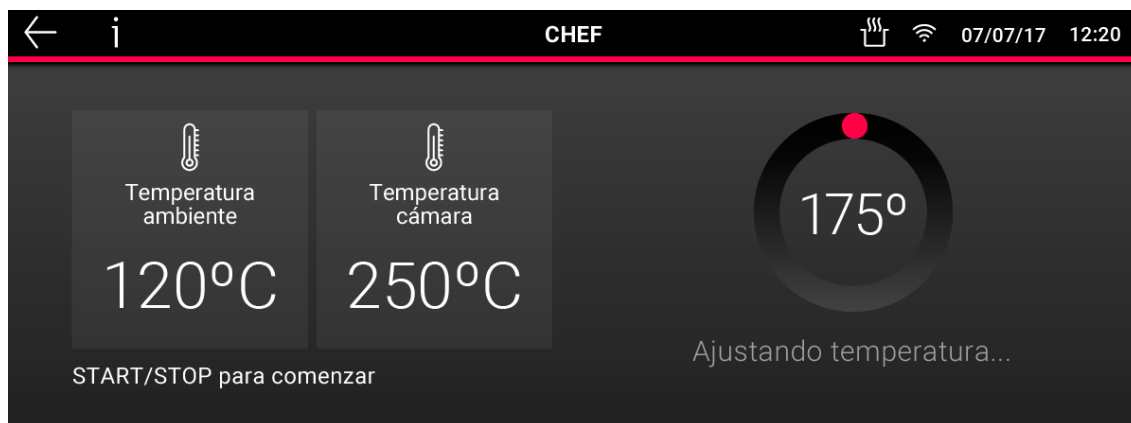 i CHEF 07/07/17 12:20
Temperatura
ambiente
120ºC
Temperatura
cámara
250ºC
START/STOP para comenzar
175º
Ajustando temperatura...